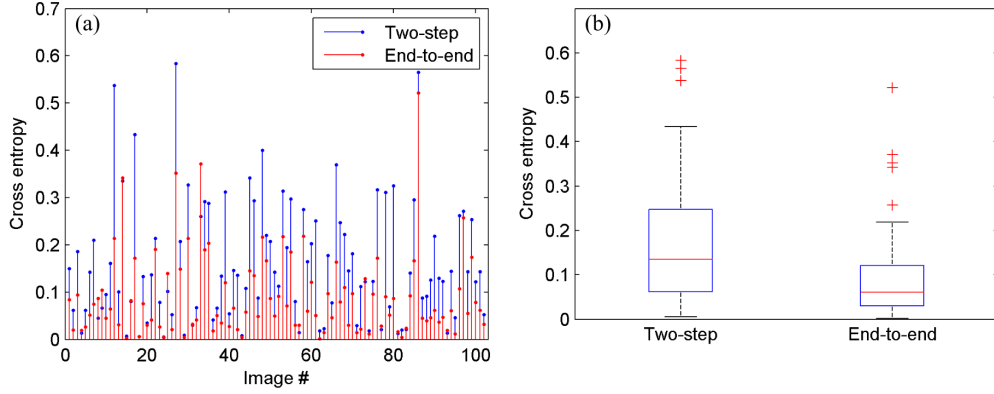 (a)
Two-step
End-to-end
Cross entropy
0.7
0.6
0.5
0.4
0.3
0.2
0.1
0
0 20 40 60 80 100
Image #
(b)
Cross entropy
0.6
0.5
0.4
0.3
0.2
0.1
0
Two-step End-to-end